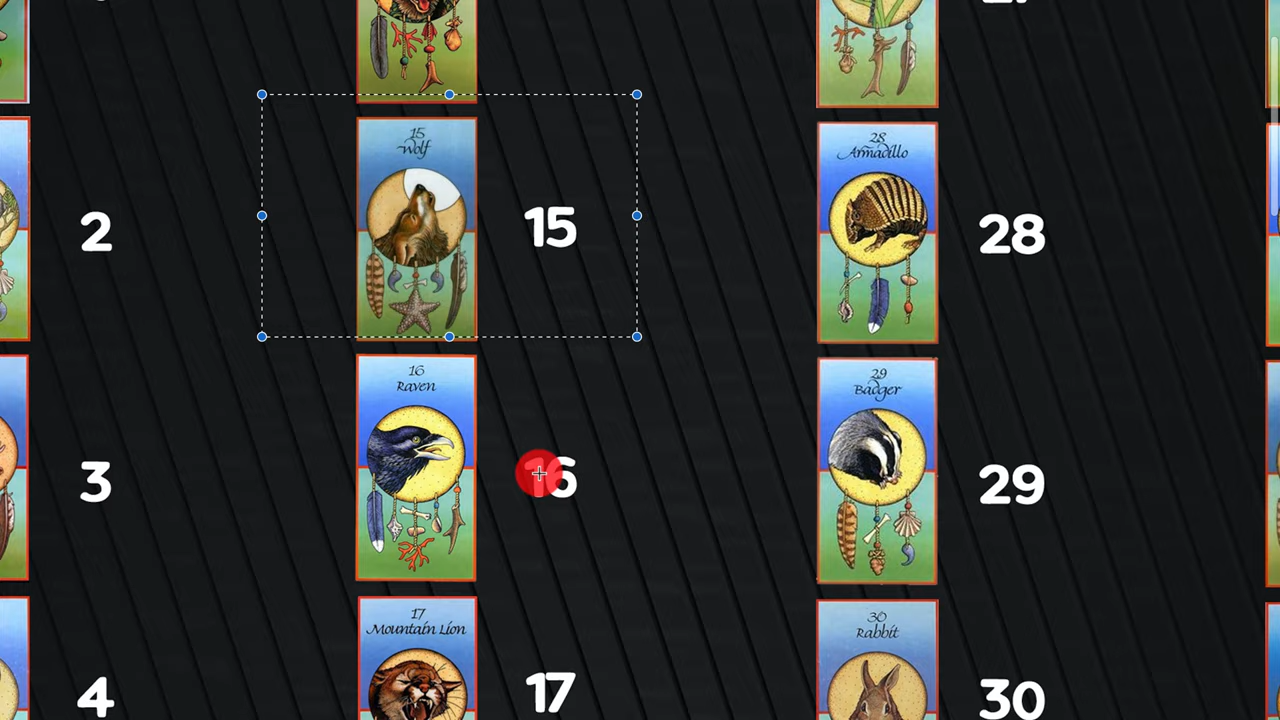 15
Wolf
15
28
Armadillo
28
2
16
Raven
16
29
Badger
29
3
17
Mountain Lion
17
30
Rabbit
30
4